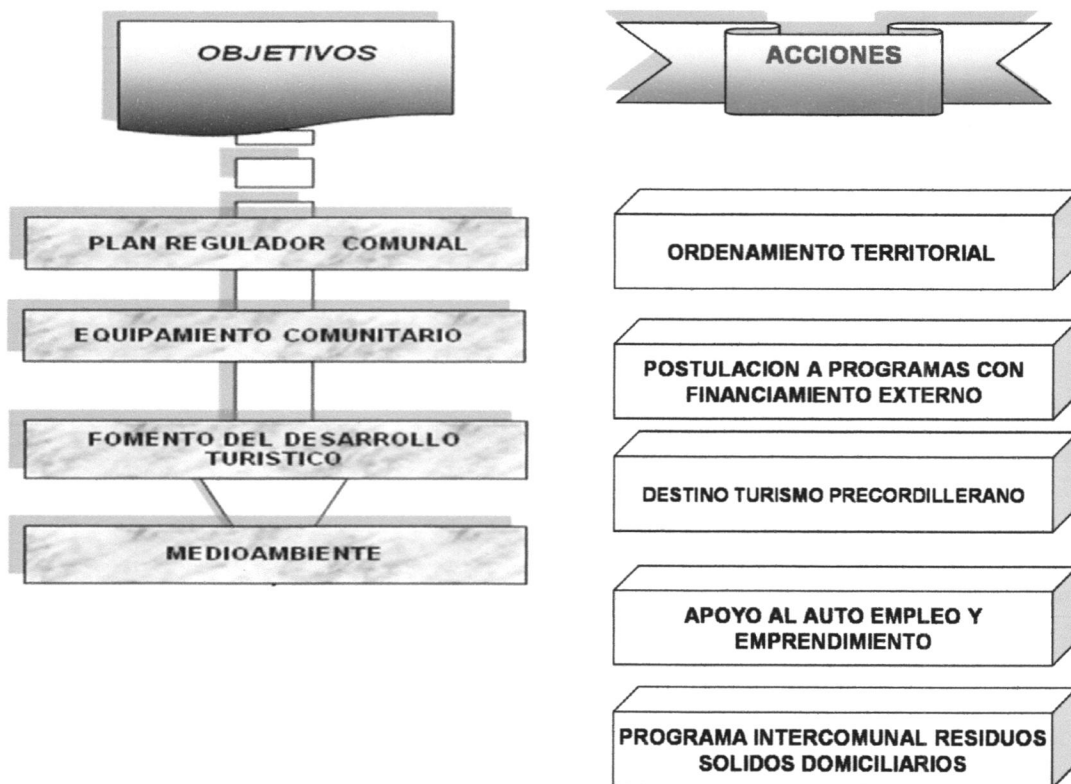 OBJETIVOS
PLAN REGULADOR COMUNAL
EQUIPAMIENTO COMUNITARIO
FOMENTO DEL DESARROLLO
TURISTICO
MEDIOAMBIENTE
ACCIONES
ORDENAMIENTO TERRITORIAL
POSTULACION A PROGRAMAS CON
FINANCIAMIENTO EXTERNO
DESTINO TURISMO PRECORDILLERANO
APOYO AL AUTO EMPLEO Y
EMPRENDIMIENTO
PROGRAMA INTERCOMUNAL RESIDUOS
SOLIDOS DOMICILIARIOS